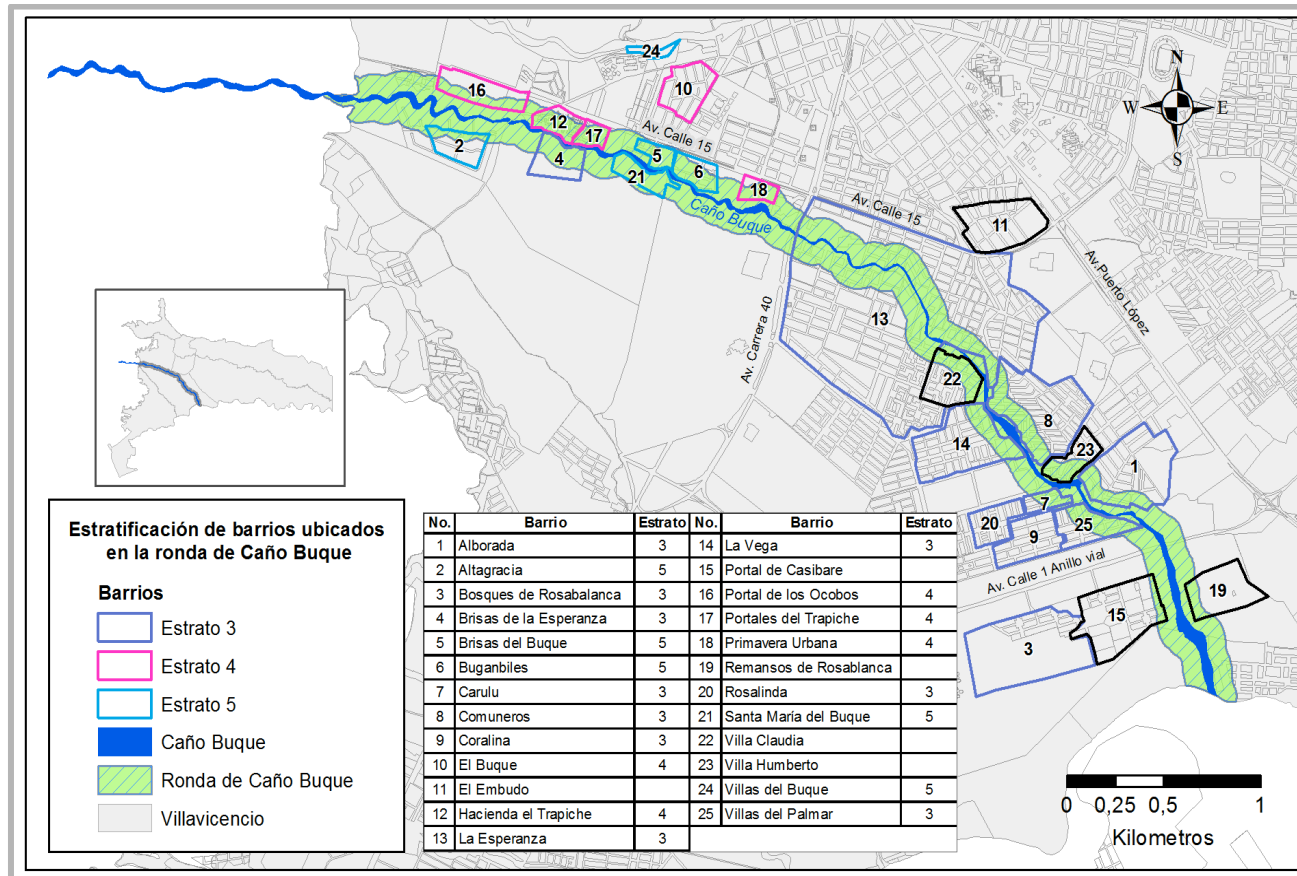 24
16
10
12
17
2
4
5
21
6
18
Av. Calle 15
Caño Buque
Av. Calle 15
11
Av.Puerto López
13
Av. Carrera 40
22
8
14
23
1
7
20
9
25
Av. Calle 1 Anillo vial
15
19
3
N
W E
S
Estratificación de barrios ubicados
en la ronda de Caño Buque
Barrios
Estrato 3
Estrato 4
Estrato 5
Caño Buque
Ronda de Caño Buque
Villavicencio
No. Barrio Estrato No. Barrio Estrato
1 Alborada 3 14 La Vega 3
2 Altagracia 5 15 Portal de Casibare
3 Bosques de Rosabalanca 3 16 Portal de los Ocobos 4
4 Brisas de la Esperanza 3 17 Portales del Trapiche 4
5 Brisas del Buque 5 18 Primavera Urbana 4
6 Buganbiles 5 19 Remansos de Rosablanca
7 Carulu 3 20 Rosalinda 3
8 Comuneros 3 21 Santa María del Buque 5
9 Coralina 3 22 Villa Claudia
10 El Buque 4 23 Villa Humberto
11 El Embudo 24 Villas del Buque 5
12 Hacienda el Trapiche 4 25 Villas del Palmar 3
13 La Esperanza 3
0 0,25 0,5 1
Kilometros